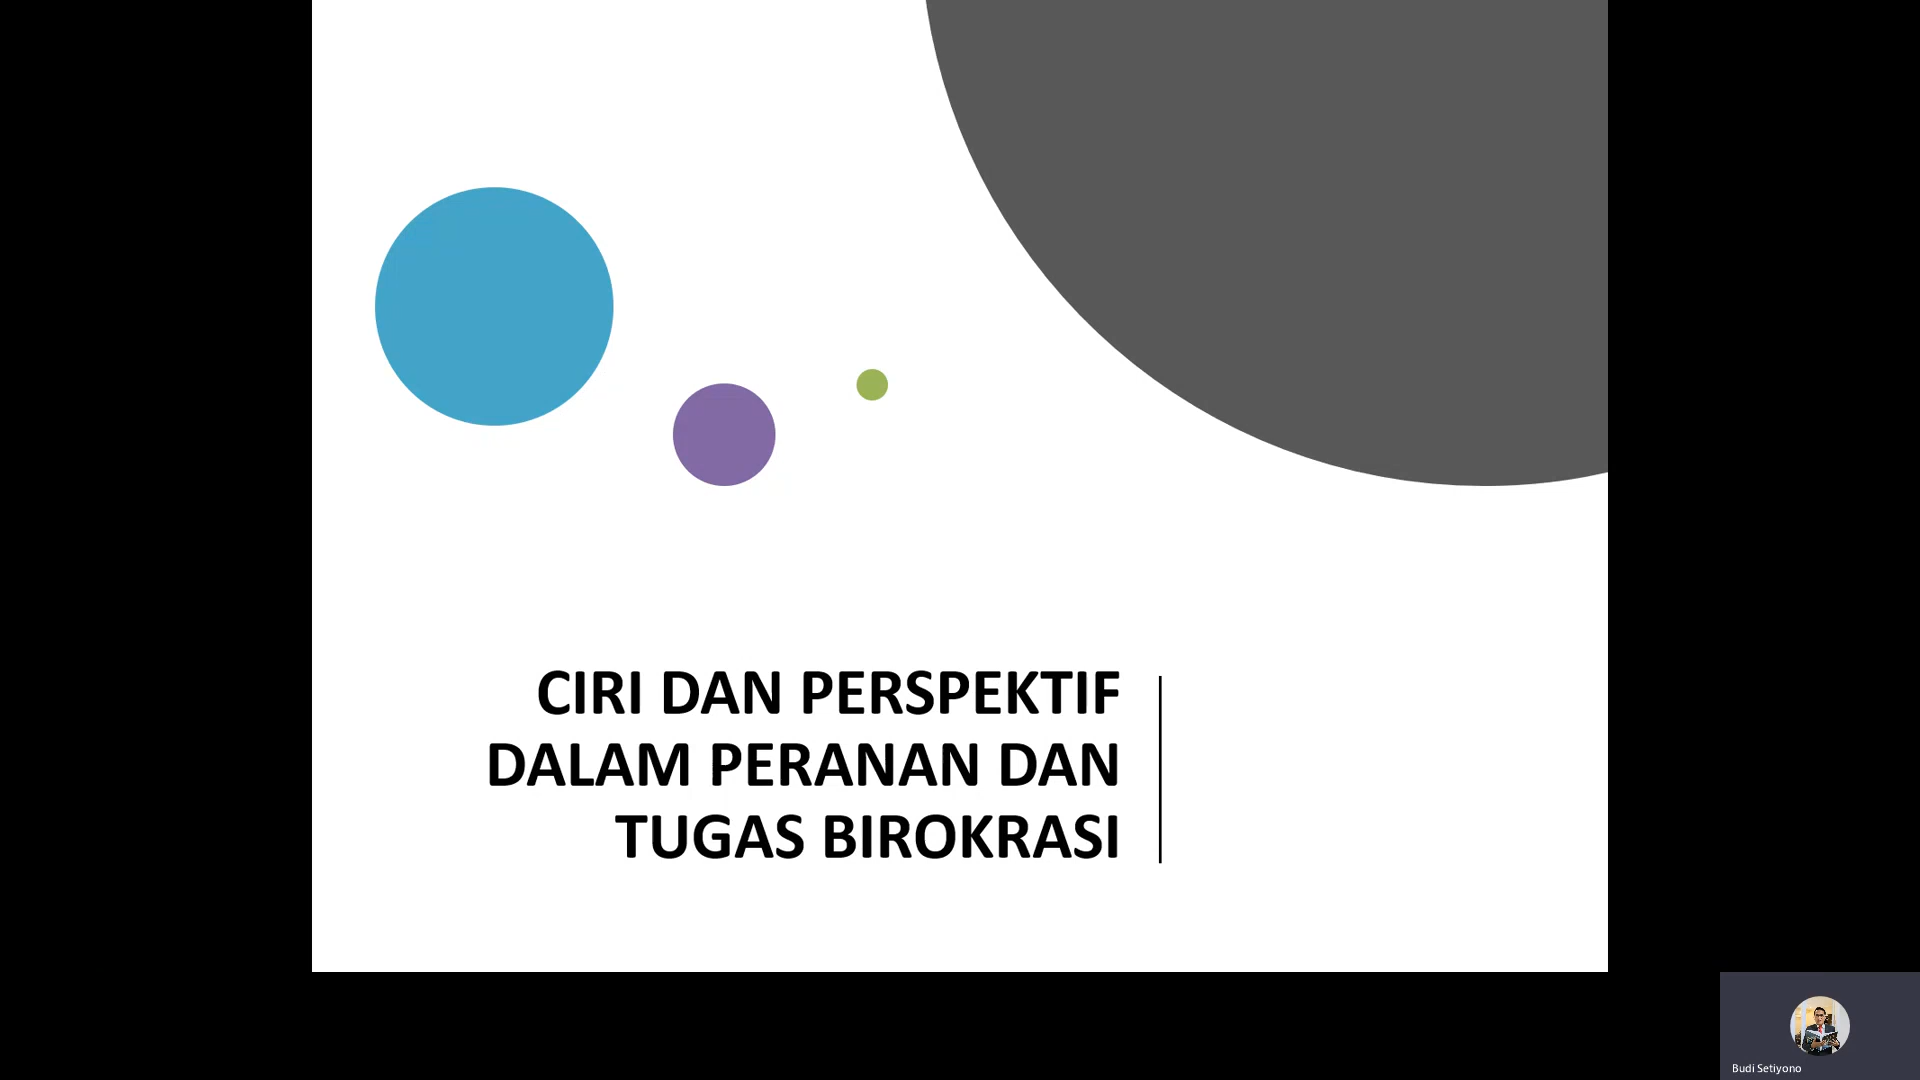 CIRI DAN PERSPEKTIF
DALAM PERANAN DAN
TUGAS BIROKRASI
Budi Setiyono